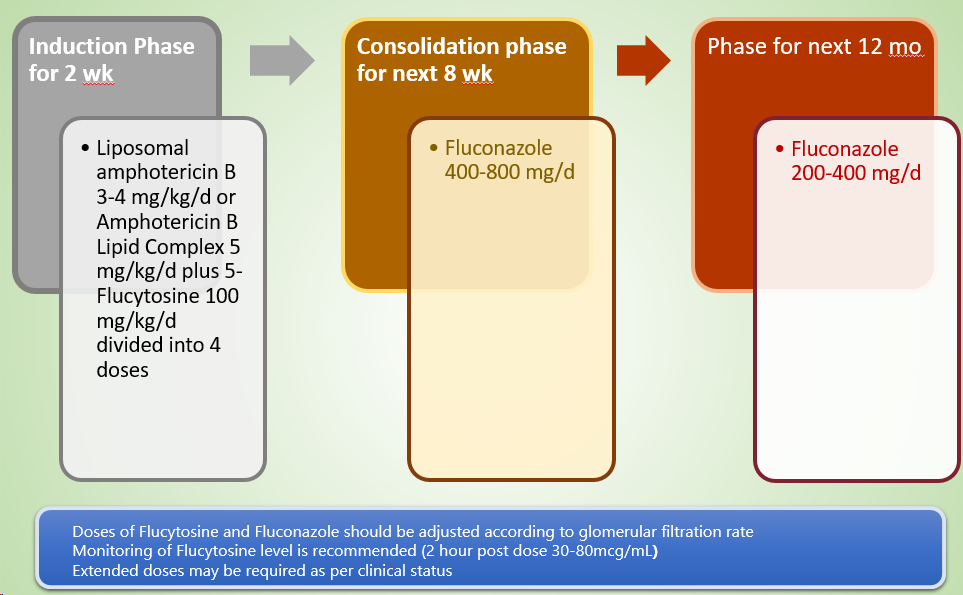 Induction Phase
for 2 wk
• Liposomal
amphotericin B
3-4 mg/kg/d or
Amphotericin B
Lipid Complex 5
mg/kg/d plus 5-
Flucytosine 100
mg/kg/d
divided into 4
doses
Consolidation phase
for next 8 wk
• Fluconazole
400-800 mg/d
Phase for next 12 mo
• Fluconazole
200-400 mg/d
Doses of Flucytosine and Fluconazole should be adjusted according to glomerular filtration rate
Monitoring of Flucytosine level is recommended (2 hour post dose 30-80mcg/mL)
Extended doses may be required as per clinical status